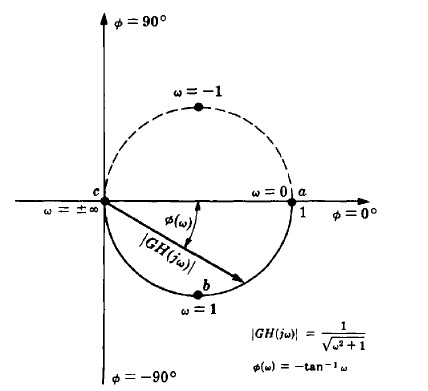 ϕ = 90°
ω = −1
c
ω = 0
a
ω = ±∞
ϕ(ω)
1
ϕ = 0°
|GH(jω)|
b
ω = 1
|GH(jω)| = 1/√(ω² + 1)
ϕ(ω) = −tan⁻¹ ω
ϕ = −90°